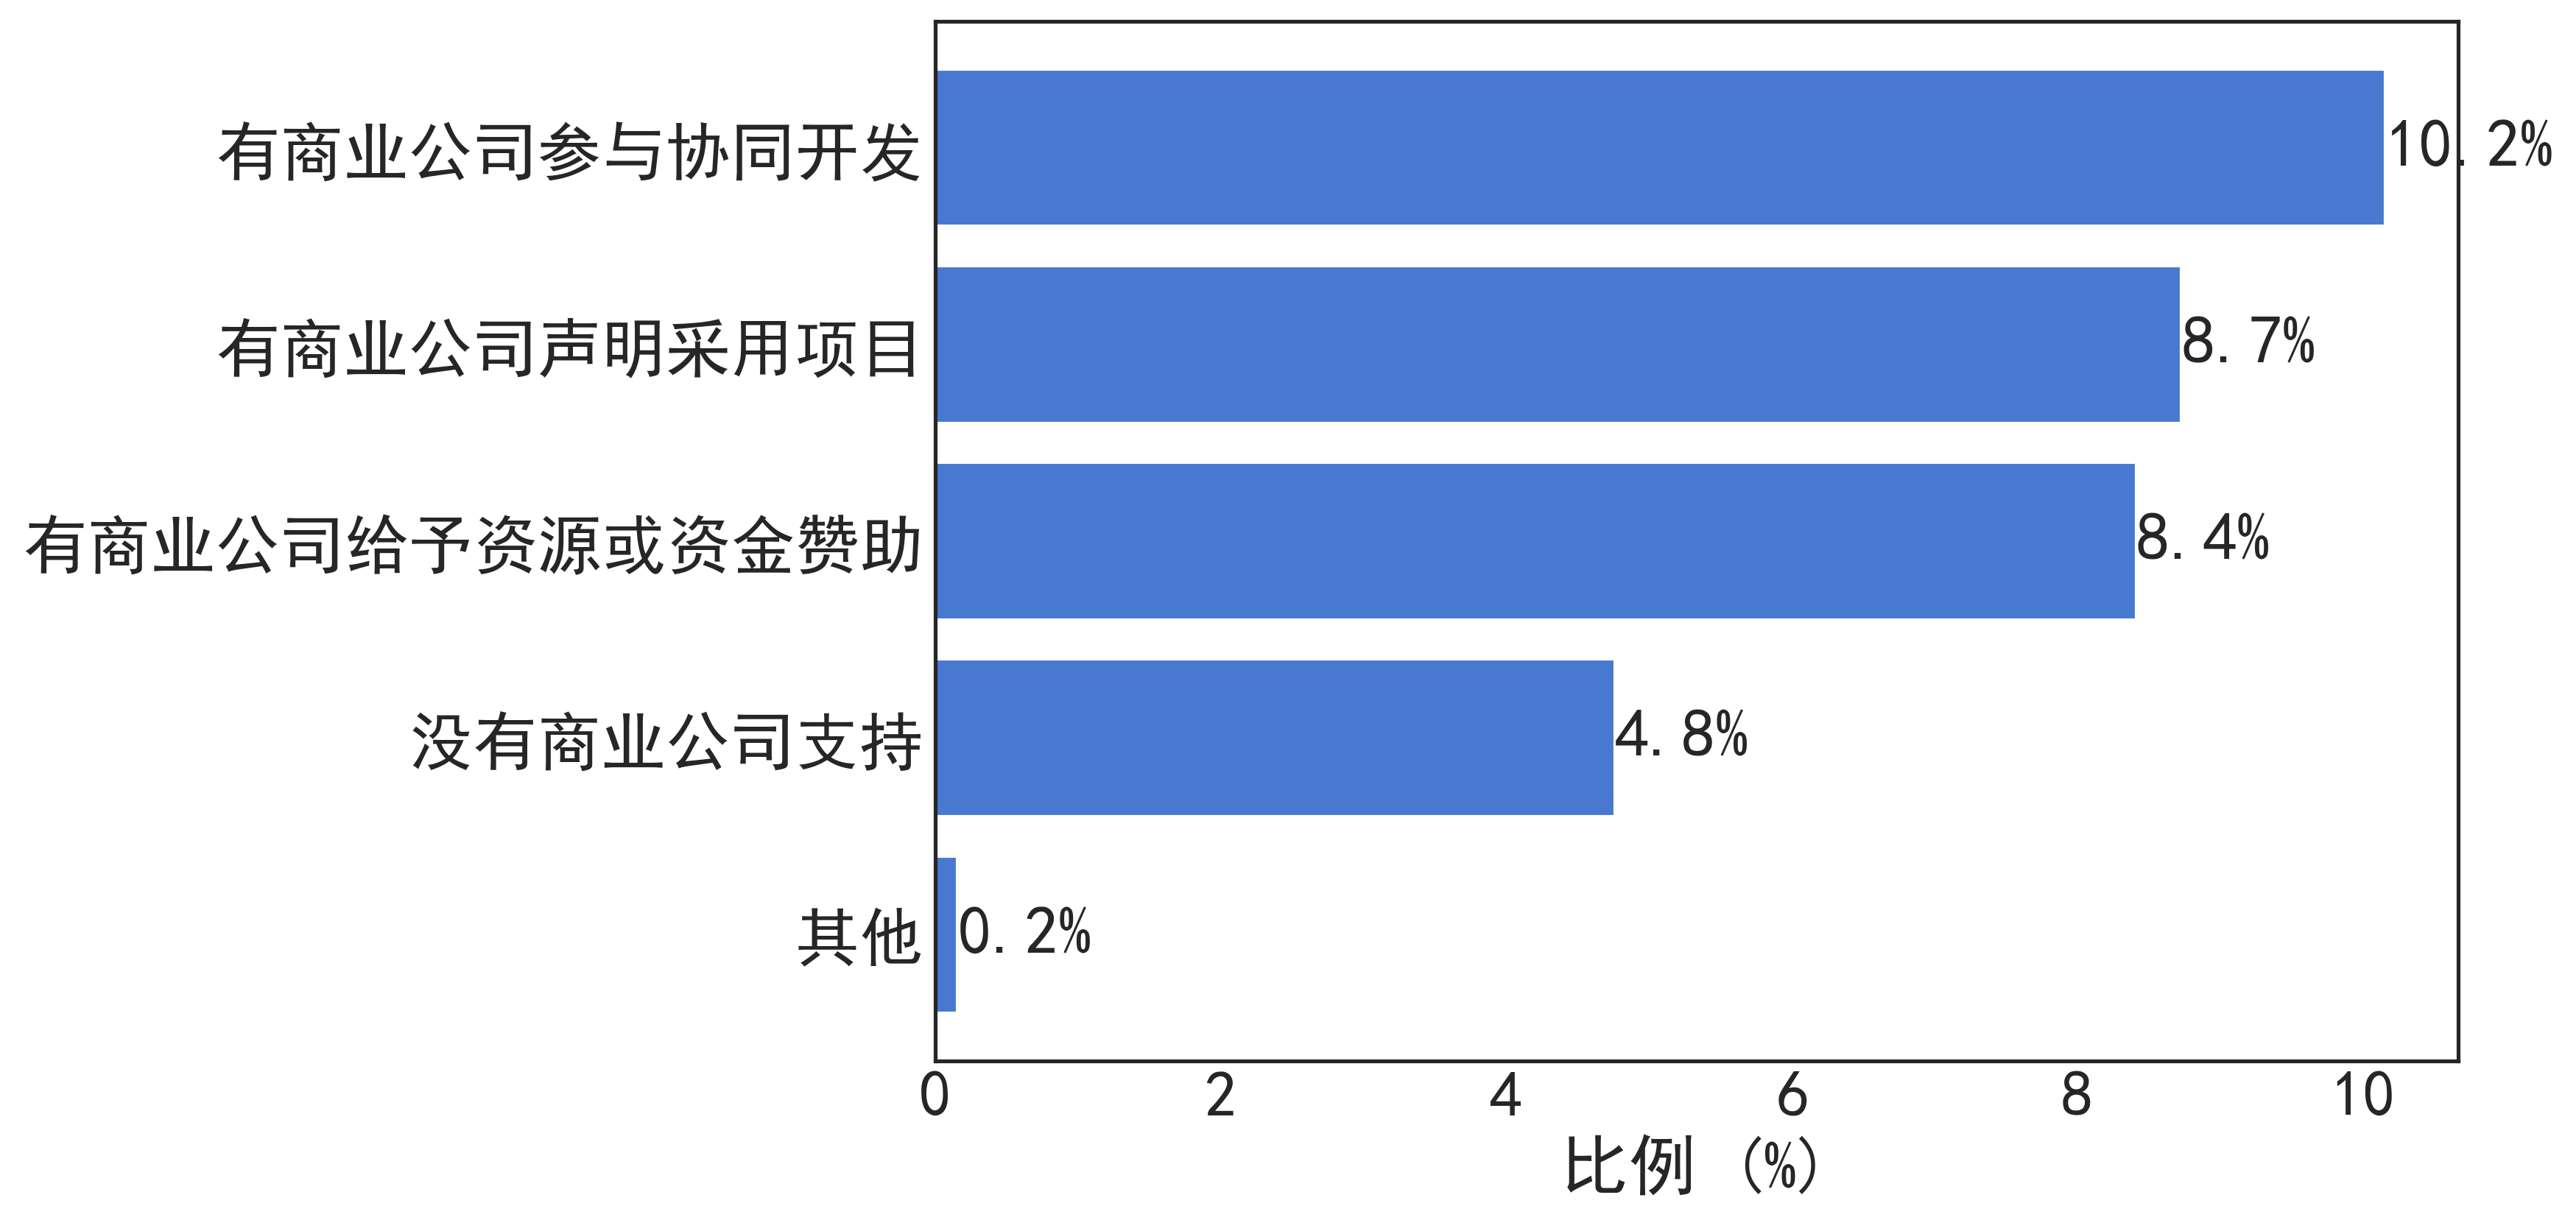 有商业公司参与协同开发 10.2%
有商业公司声明采用项目 8.7%
有商业公司给予资源或资金赞助 8.4%
没有商业公司支持 4.8%
其他 0.2%
0 2 4 6 8 10
比例 (%)